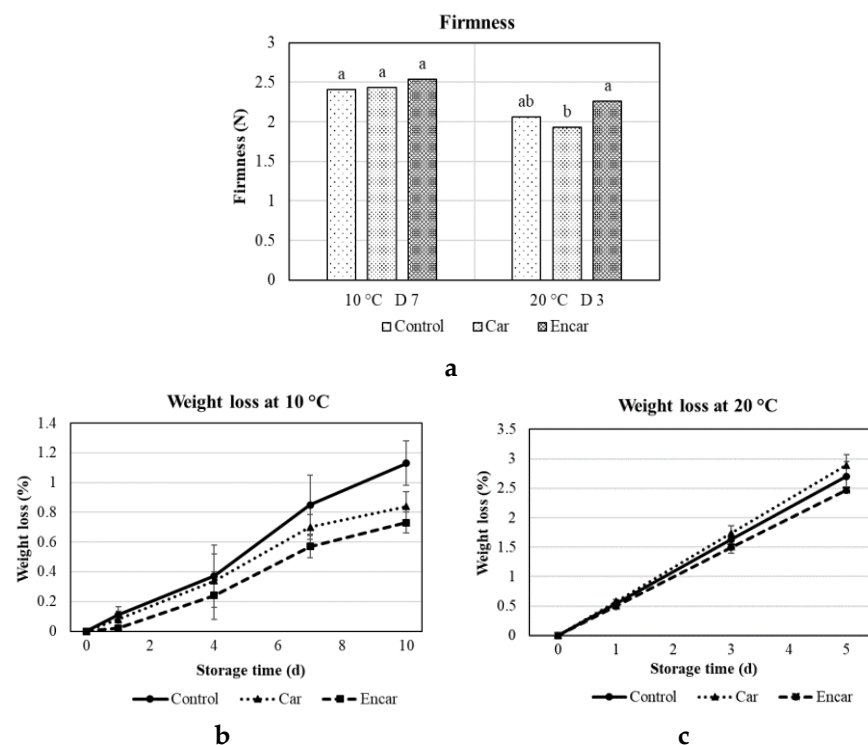 Firmness
3
2.5
2
1.5
1
0.5
0
Firmness (N)
a a a ab b a
10 °C D 7 20 °C D 3
Control Car Encar
a
Weight loss at 10 °C
1.4
1.2
1
0.8
0.6
0.4
0.2
0
Weight loss (%)
0 2 4 6 8 10
Storage time (d)
Control Car Encar
b
Weight loss at 20 °C
3.5
3
2.5
2
1.5
1
0.5
0
Weight loss (%)
0 1 2 3 4 5
Storage time (d)
Control Car Encar
c